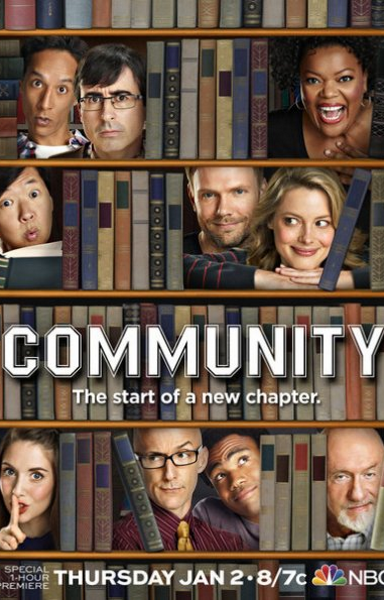 COMMUNITY
The start of a new chapter.
SPECIAL
1-HOUR
PREMIERE
THURSDAY JAN 2 • 8/7c
NBC